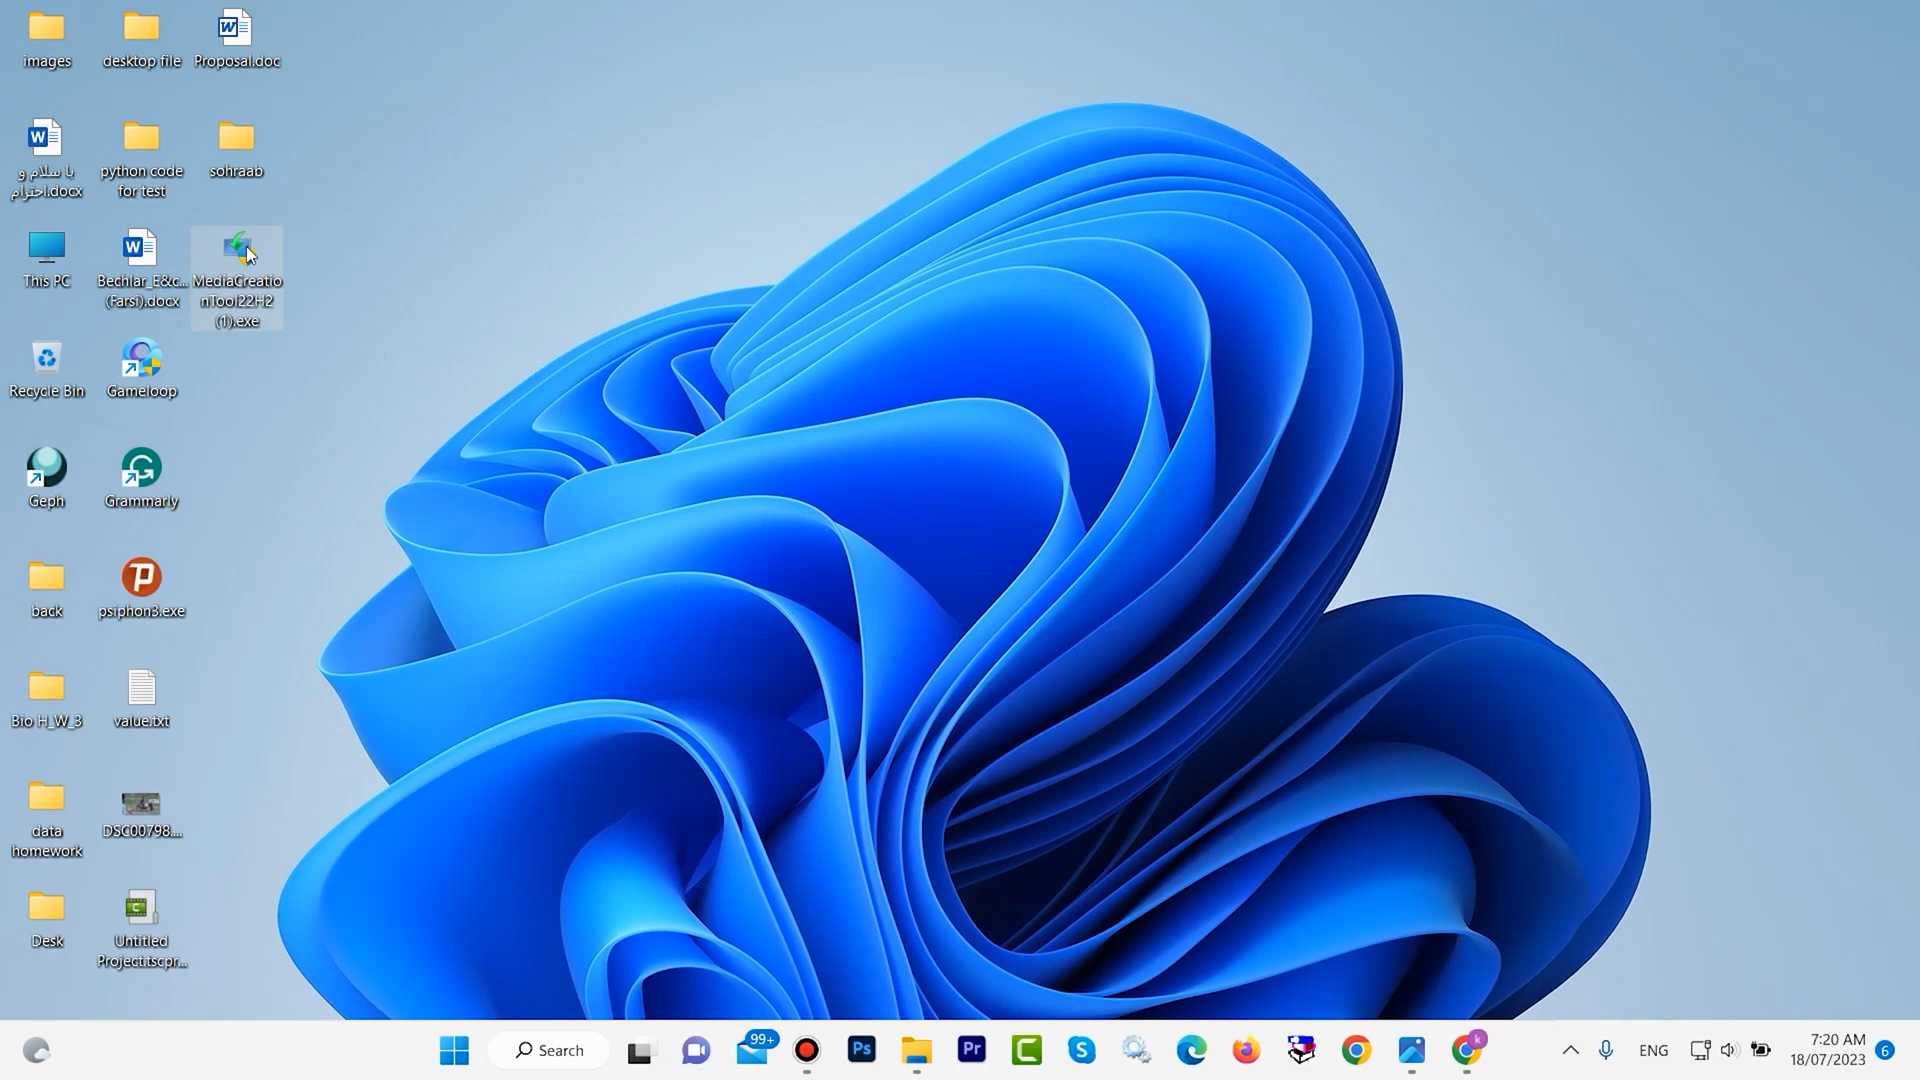 images
desktop file
Proposal.doc
با سلام و
احترام.docx
python code
for test
sohraab
This PC
Bechlar_E&c...
(Farsi).docx
MediaCreatio
nTool22H2
(1).exe
Recycle Bin
Gameloop
Geph
Grammarly
back
psiphon3.exe
Bio H_W_3
value.txt
data
homework
DSC00798....
Desk
Untitled
Project.tscpr...
Search
99+
Ps
Pr
k
ENG
7:20 AM
18/07/2023
6